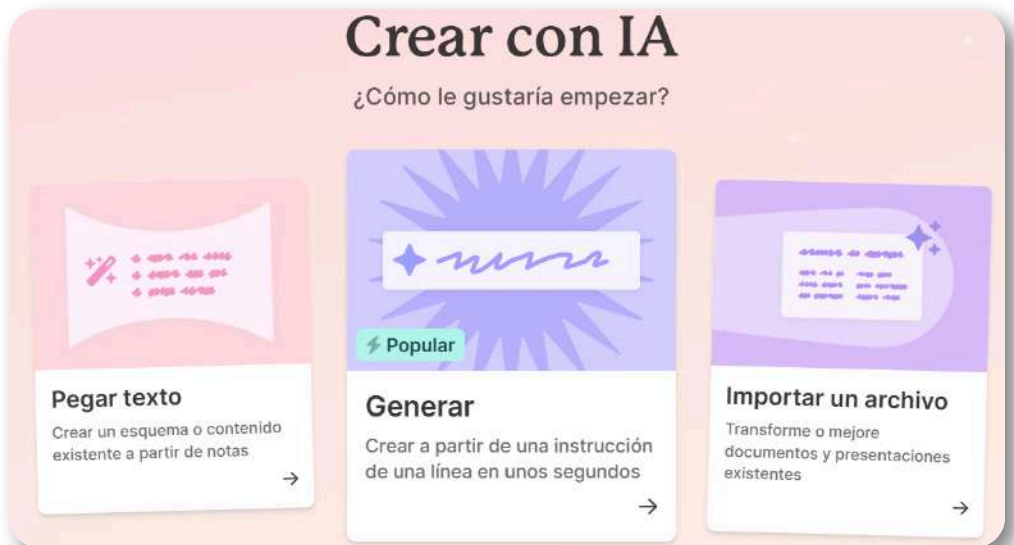 Crear con IA
¿Cómo le gustaría empezar?
Pegar texto
Crear un esquema o contenido
existente a partir de notas
Popular
Generar
Crear a partir de una instrucción
de una línea en unos segundos
Importar un archivo
Transforme o mejore
documentos y presentaciones
existentes